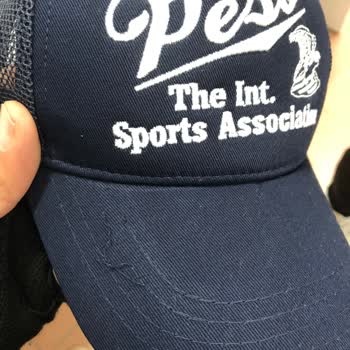 The Int.
Sports Association